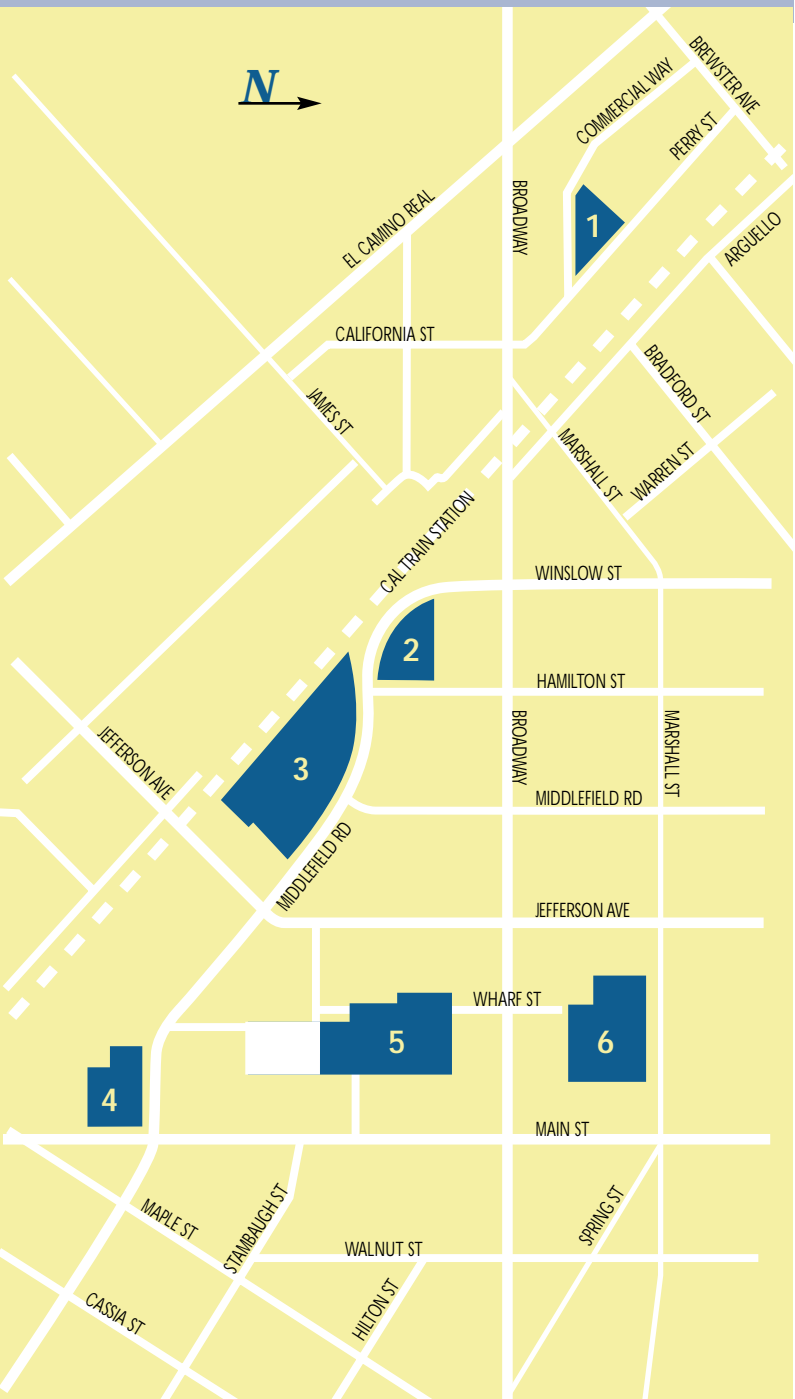 N
BREWSTER AVE
COMMERCIAL WAY
PERRY ST
BROADWAY
1
EL CAMINO REAL
ARGUELLO
CALIFORNIA ST
JAMES ST
BRADFORD ST
MARSHALL ST
WARREN ST
CAL TRAIN STATION
WINSLOW ST
2
HAMILTON ST
3
BROADWAY
MARSHALL ST
JEFFERSON AVE
MIDDLEFIELD RD
MIDDLEFIELD RD
JEFFERSON AVE
WHARF ST
5
6
4
MAIN ST
MAPLE ST
STAMBAUGH ST
SPRING ST
WALNUT ST
CASSIA ST
HILTON ST